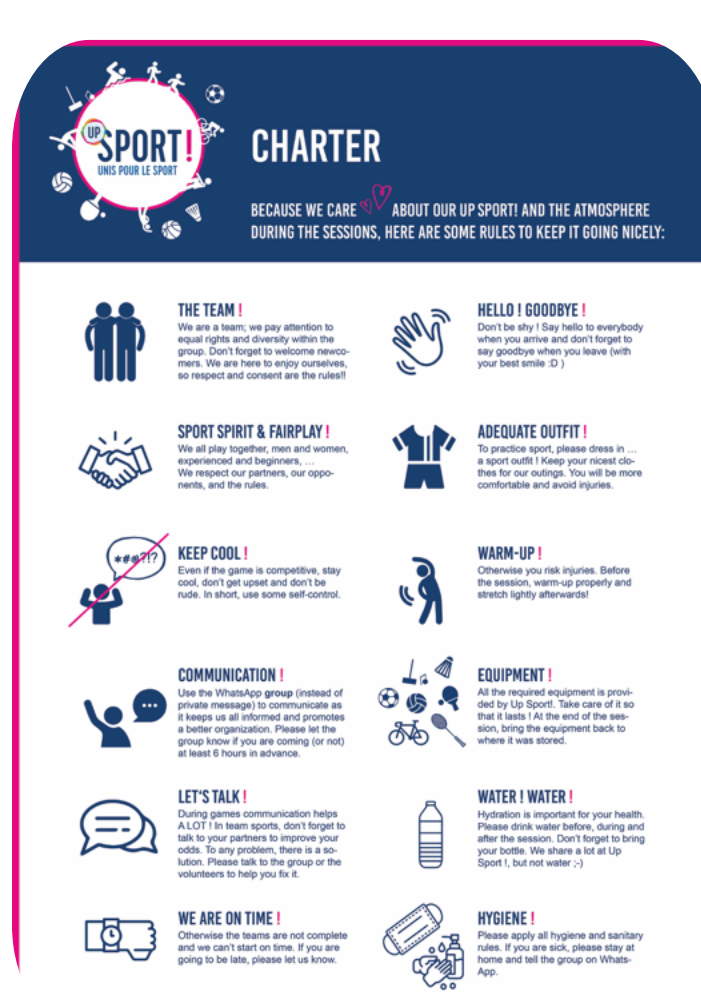 UP
SPORT!
UNIS POUR LE SPORT
CHARTER
BECAUSE WE CARE ABOUT OUR UP SPORT! AND THE ATMOSPHERE
DURING THE SESSIONS, HERE ARE SOME RULES TO KEEP IT GOING NICELY:
THE TEAM !
We are a team; we pay attention to
equal rights and diversity within the
group. Don't forget to welcome newco-
mers. We are here to enjoy ourselves,
so respect and consent are the rules!!
HELLO ! GOODBYE !
Don't be shy ! Say hello to everybody
when you arrive and don't forget to
say goodbye when you leave (with
your best smile :D )
SPORT SPIRIT & FAIRPLAY !
We all play together, men and women,
experienced and beginners, ...
We respect our partners, our oppo-
nents, and the rules.
ADEQUATE OUTFIT !
To practice sport, please dress in ...
a sport outfit ! Keep your nicest clo-
thes for our outings. You will be more
comfortable and avoid injuries.
*#@?!?
KEEP COOL !
Even if the game is competitive, stay
cool, don't get upset and don't be
rude. In short, use some self-control.
WARM-UP !
Otherwise you risk injuries. Before
the session, warm-up properly and
stretch lightly afterwards!
COMMUNICATION !
Use the WhatsApp group (instead of
private message) to communicate as
it keeps us all informed and promotes
a better organization. Please let the
group know if you are coming (or not)
at least 6 hours in advance.
EQUIPMENT !
All the required equipment is provi-
ded by Up Sport!. Take care of it so
that it lasts ! At the end of the ses-
sion, bring the equipment back to
where it was stored.
LET'S TALK !
During games communication helps
A LOT ! In team sports, don't forget to
talk to your partners to improve your
odds. To any problem, there is a so-
lution. Please talk to the group or the
volunteers to help you fix it.
WATER ! WATER !
Hydration is important for your health.
Please drink water before, during and
after the session. Don't forget to bring
your bottle. We share a lot at Up
Sport !, but not water ;-)
WE ARE ON TIME !
Otherwise the teams are not complete
and we can't start on time. If you are
going to be late, please let us know.
HYGIENE !
Please apply all hygiene and sanitary
rules. If you are sick, please stay at
home and tell the group on Whats-
App.